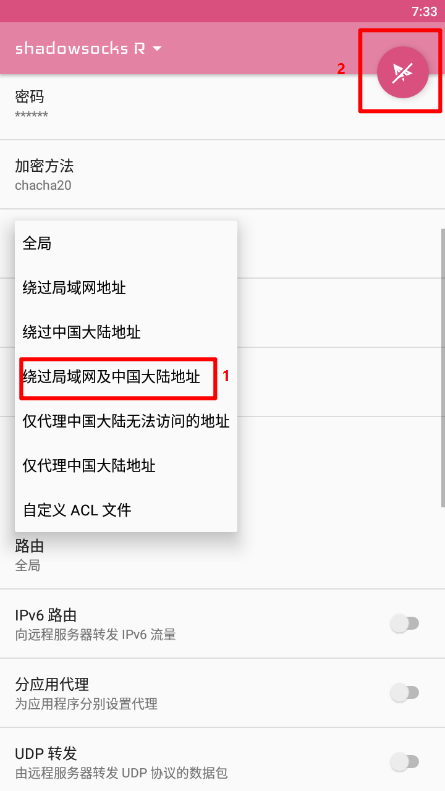 7:33
shadowsocks R
2
密码
******
加密方法
chacha20
全局
绕过局域网地址
绕过中国大陆地址
绕过局域网及中国大陆地址 1
仅代理中国大陆无法访问的地址
仅代理中国大陆地址
自定义 ACL 文件
路由
全局
IPv6 路由
向远程服务器转发 IPv6 流量
分应用代理
为应用程序分别设置代理
UDP 转发
由远程服务器转发 UDP 协议的数据包